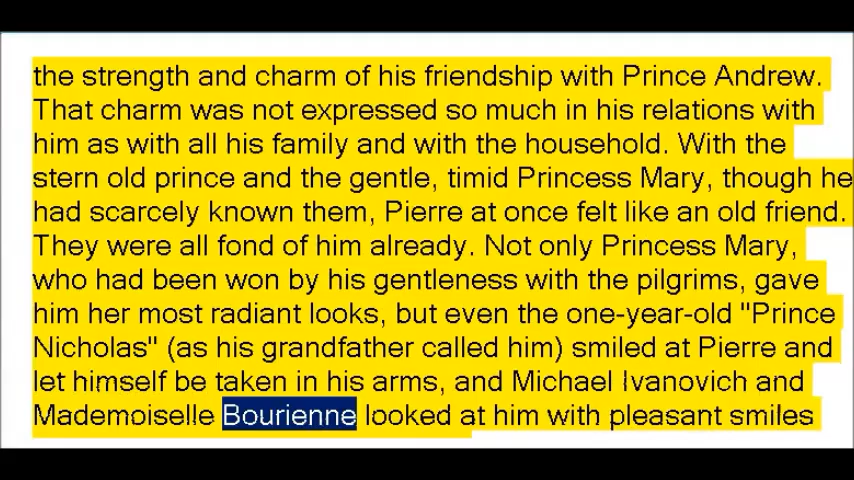 the strength and charm of his friendship with Prince Andrew.
That charm was not expressed so much in his relations with
him as with all his family and with the household. With the
stern old prince and the gentle, timid Princess Mary, though he
had scarcely known them, Pierre at once felt like an old friend.
They were all fond of him already. Not only Princess Mary,
who had been won by his gentleness with the pilgrims, gave
him her most radiant looks, but even the one-year-old "Prince
Nicholas" (as his grandfather called him) smiled at Pierre and
let himself be taken in his arms, and Michael Ivanovich and
Mademoiselle Bourienne looked at him with pleasant smiles